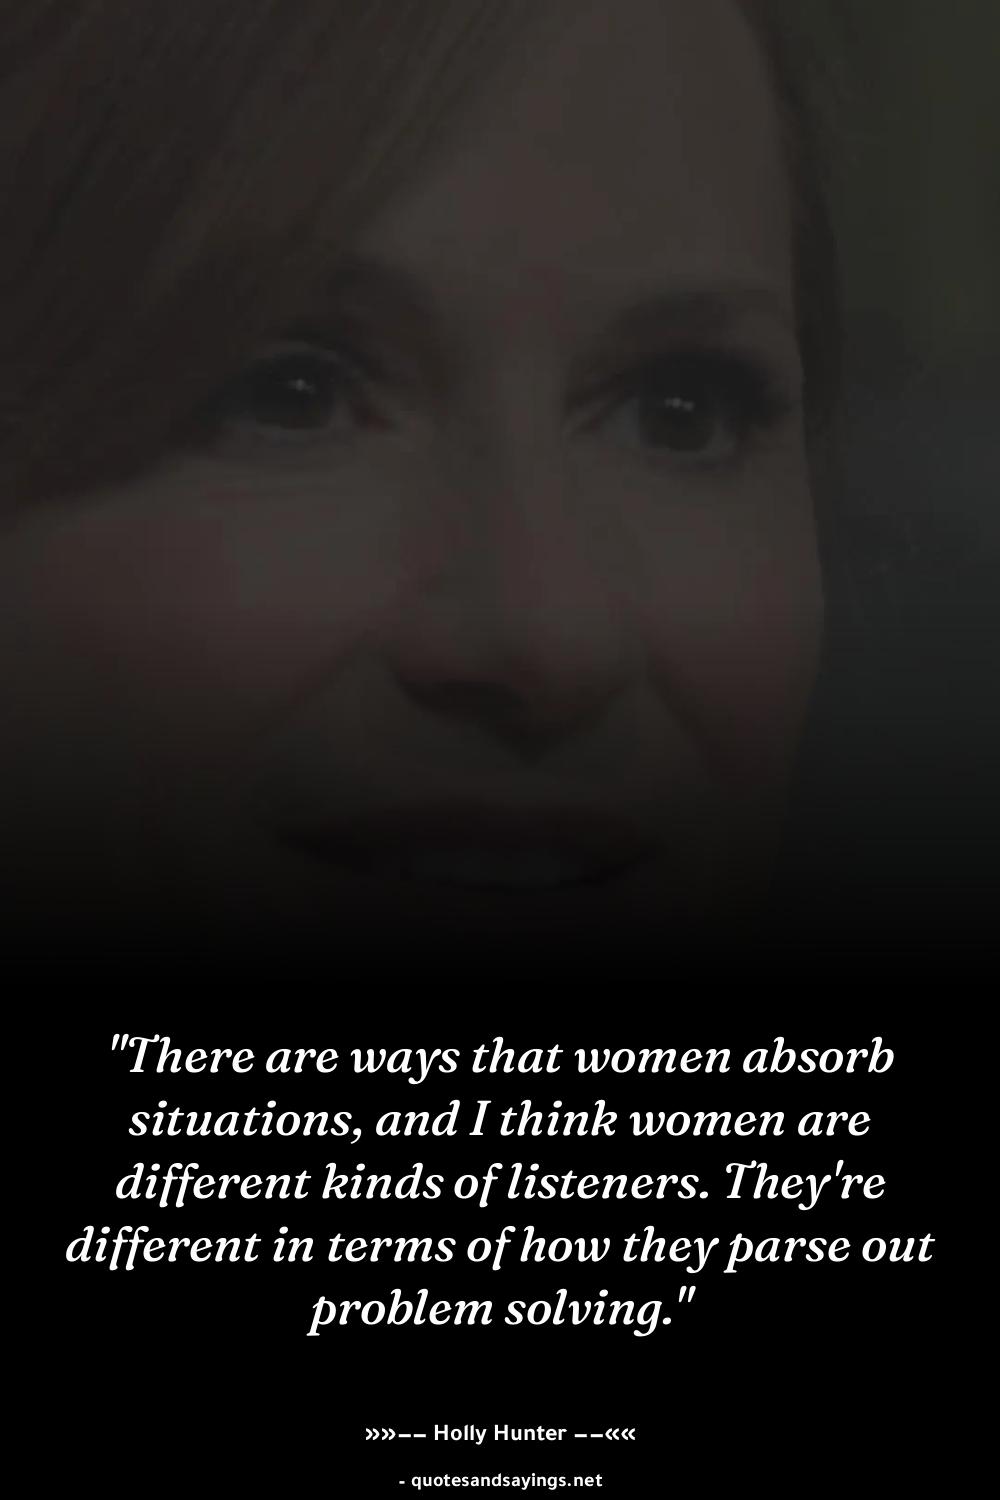 "There are ways that women absorb
situations, and I think women are
different kinds of listeners. They're
different in terms of how they parse out
problem solving."
»»–– Holly Hunter ––««
- quotesandsayings.net